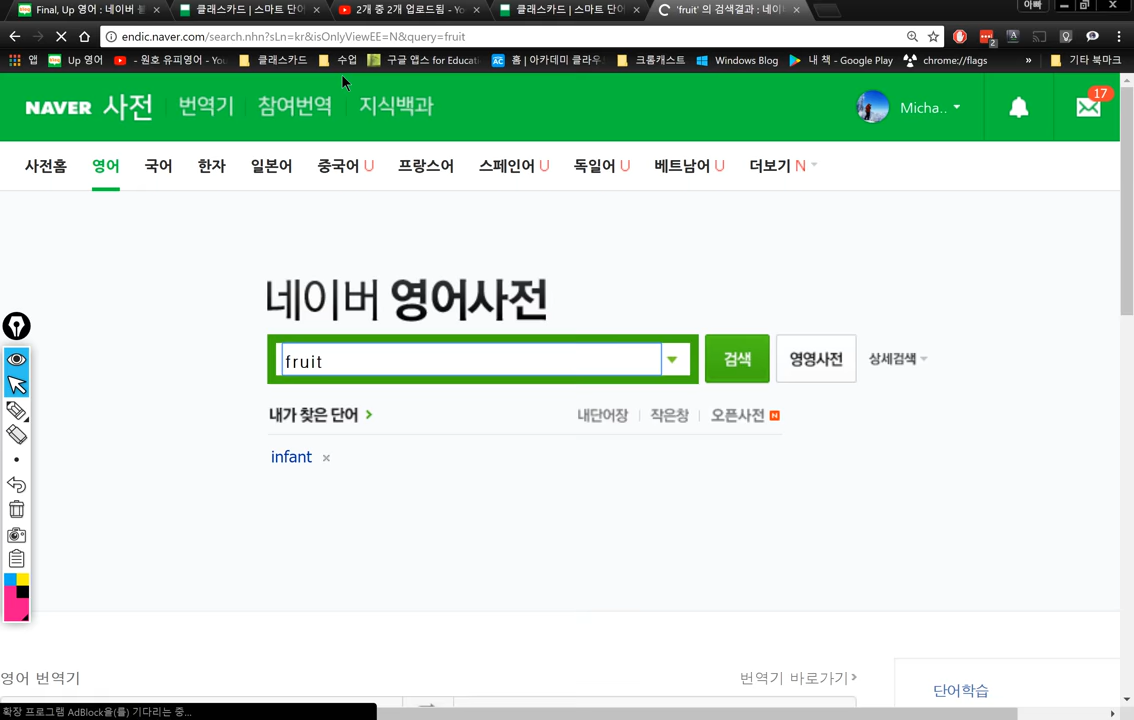 Final, Up 영어 : 네이버 블
클래스카드 | 스마트 단어
2개 중 2개 업로드됨 - Yo
클래스카드 | 스마트 단어
'fruit' 의 검색결과 : 네이
아빠
endic.naver.com/search.nhn?sLn=kr&isOnlyViewEE=N&query=fruit
2
앱
Up 영어
- 원호 유피영어 - You
클래스카드
수업
구글 앱스 for Educati
홈 | 아카데미 클라우
크롬캐스트
Windows Blog
내 책 - Google Play
chrome://flags
»
기타 북마크
NAVER 사전
번역기
참여번역
지식백과
Micha..
17
사전홈
영어
국어
한자
일본어
중국어 U
프랑스어
스페인어 U
독일어 U
베트남어 U
더보기 N
네이버 영어사전
fruit
검색
영영사전
상세검색
내가 찾은 단어
내단어장
작은창
오픈사전 N
infant ×
영어 번역기
번역기 바로가기
단어학습
확장 프로그램 AdBlock을(를) 기다리는 중...